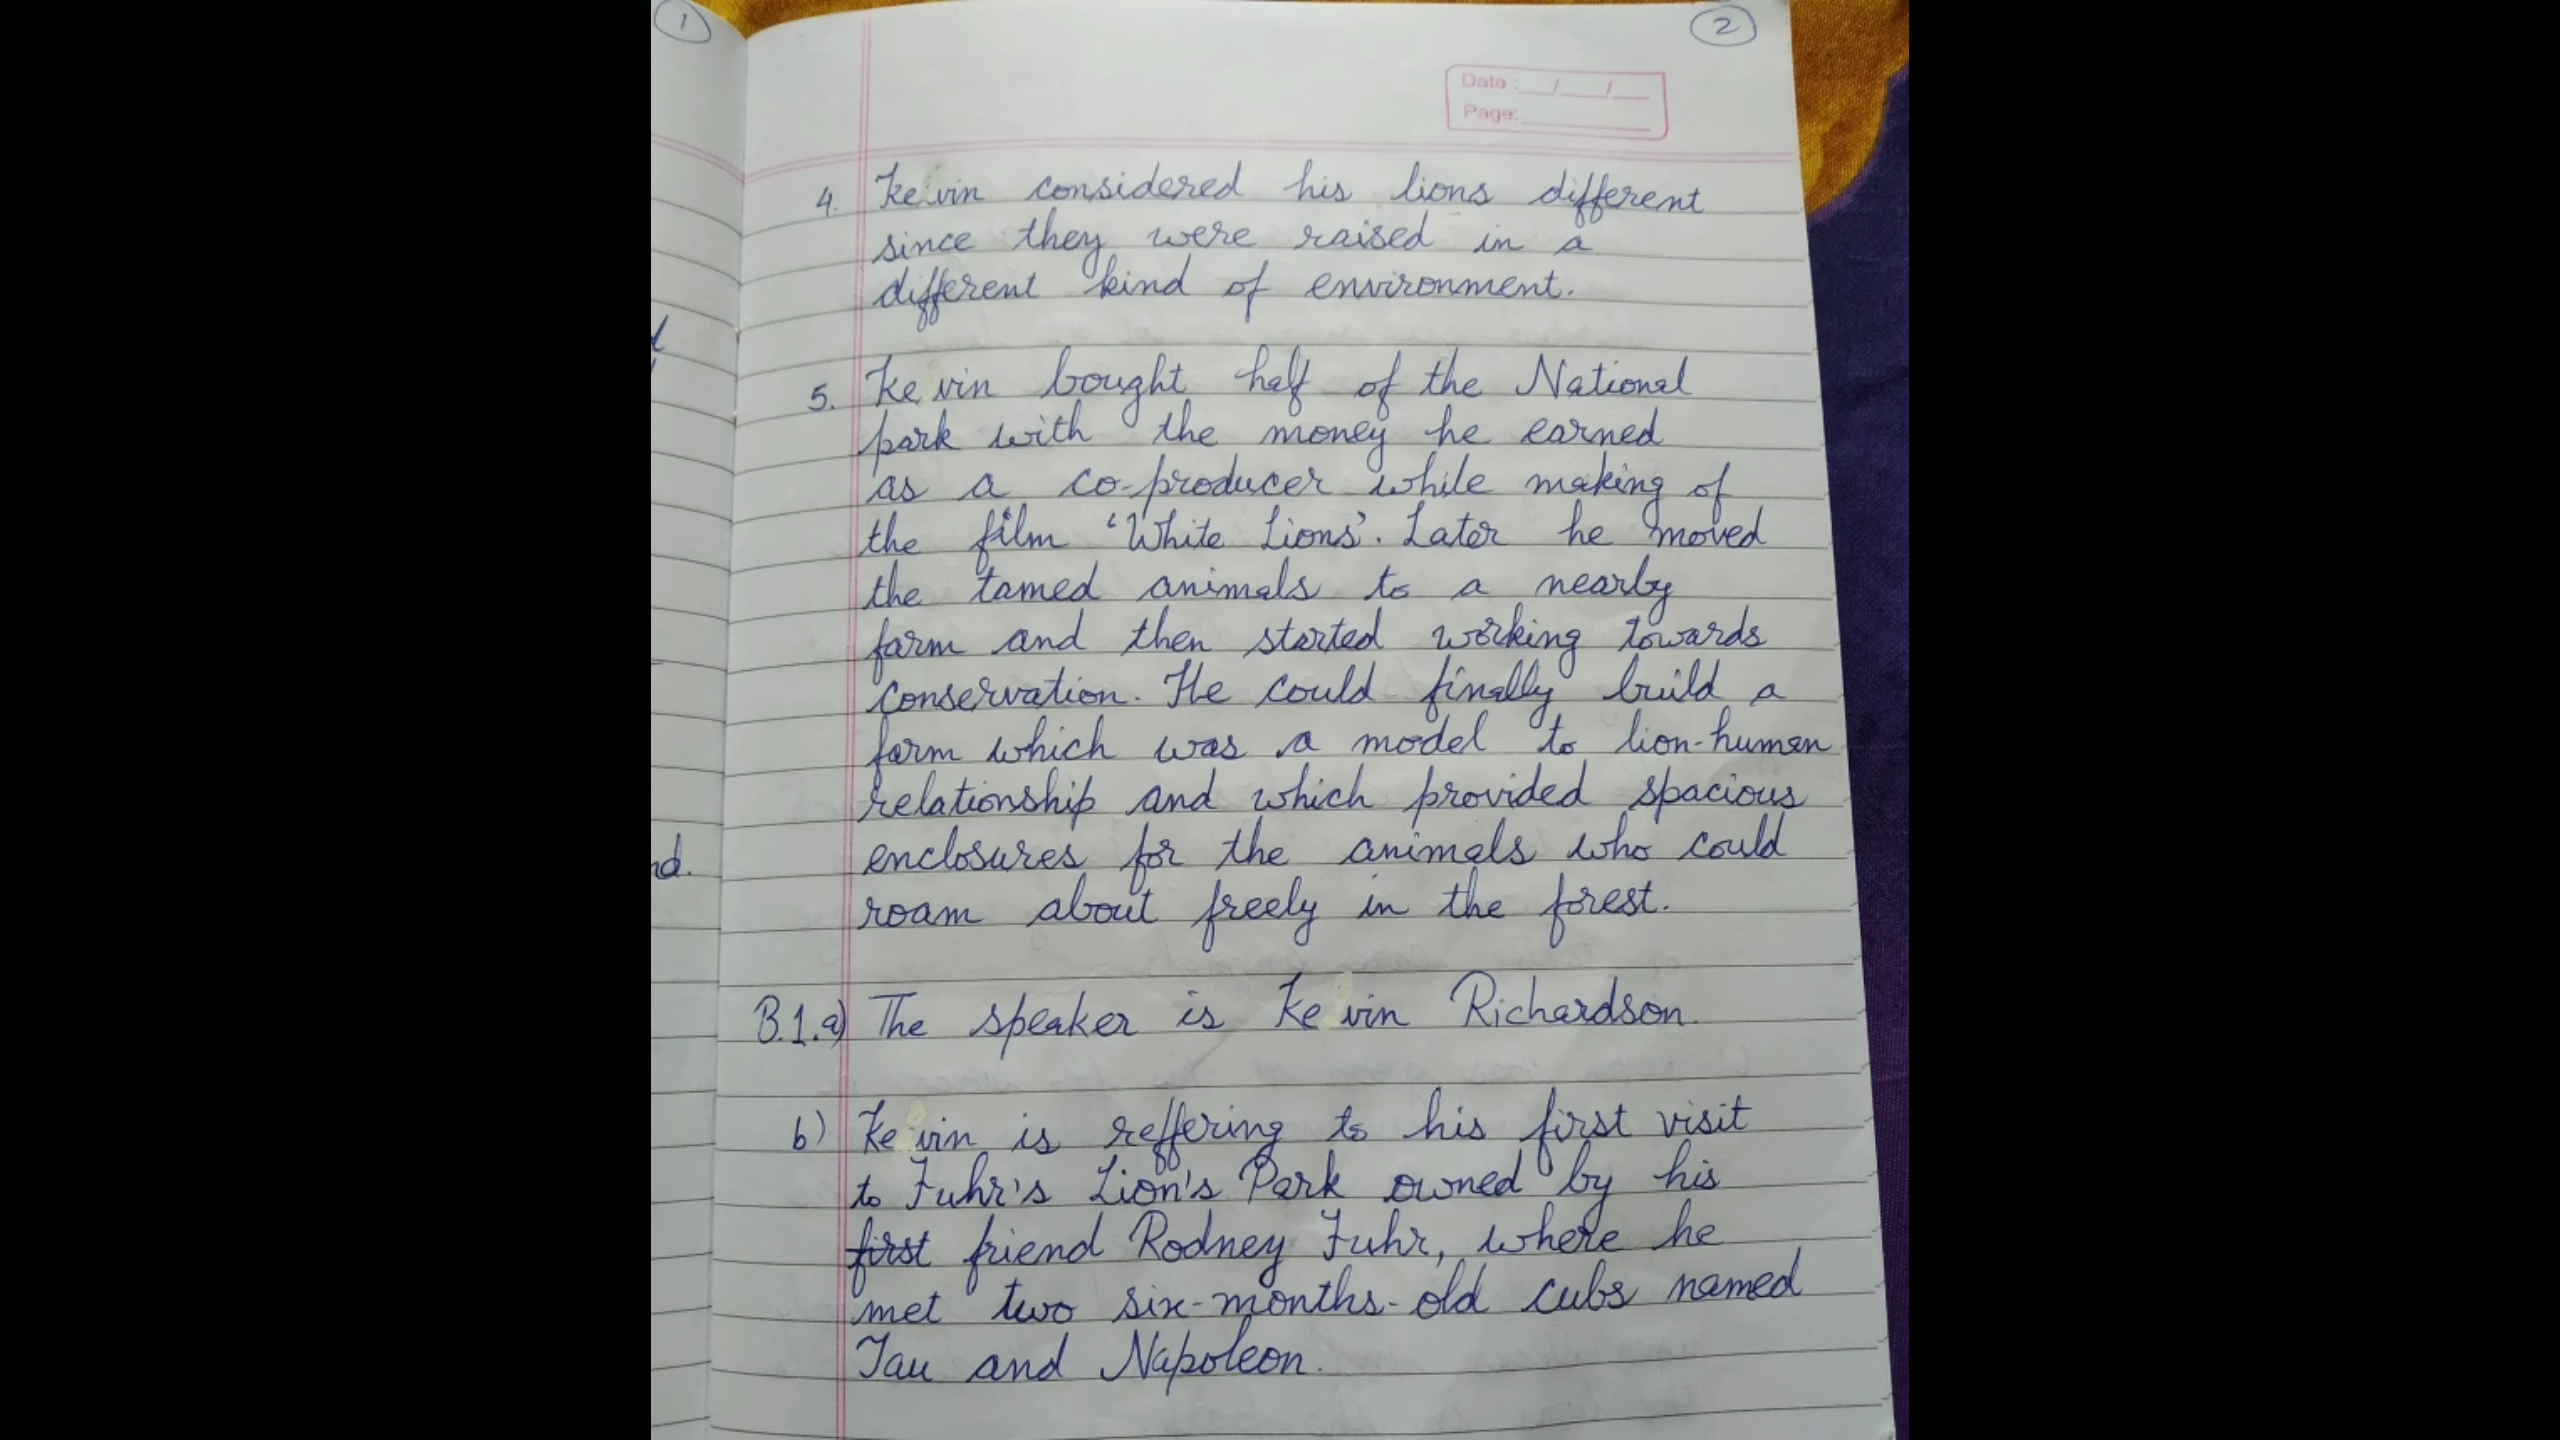 1
2
Date: __/__/__
Page: ________
4. Kevin considered his lions different
since they were raised in a
different kind of environment.
5. Kevin bought half of the National
park with the money he earned
as a co-producer while making of
the film 'White Lions'. Later he moved
the tamed animals to a nearby
farm and then started working towards
conservation. He could finally build a
farm which was a model to lion-human
relationship and which provided spacious
enclosures for the animals who could
roam about freely in the forest.
B.1.a) The speaker is Kevin Richardson.
b) Kevin is reffering to his first visit
to Fuhr's Lion's Park owned by his
first friend Rodney Fuhr, where he
met two six-months-old cubs named
Tau and Napoleon.